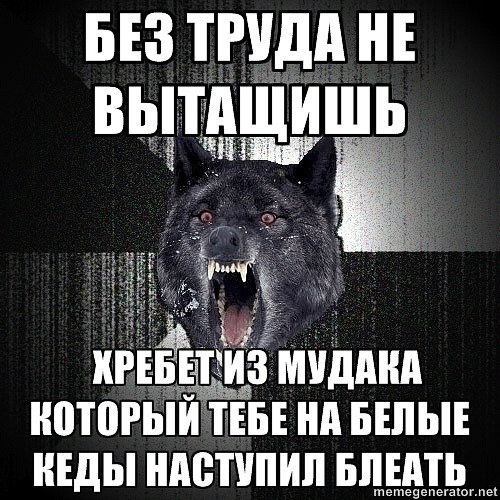 БЕЗ ТРУДА НЕ
ВЫТАЩИШЬ
ХРЕБЕТ ИЗ МУДАКА
КОТОРЫЙ ТЕБЕ НА БЕЛЫЕ
КЕДЫ НАСТУПИЛ БЛЕАТЬ
memegenerator.net